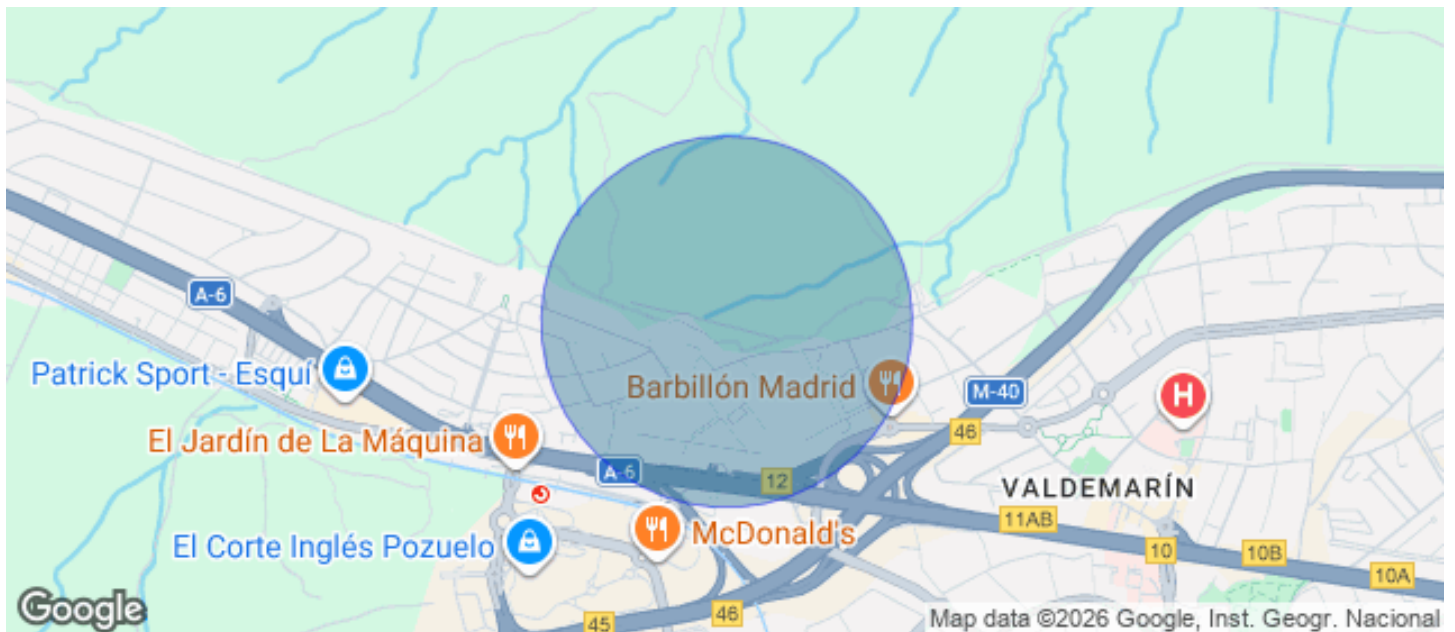 A-6
Patrick Sport - Esquí
Barbillón Madrid
M-40
H
46
El Jardín de La Máquina
A-6
12
VALDEMARÍN
11AB
McDonald's
El Corte Inglés Pozuelo
10
10B
10A
45
46
Google
Map data ©2026 Google, Inst. Geogr. Nacional